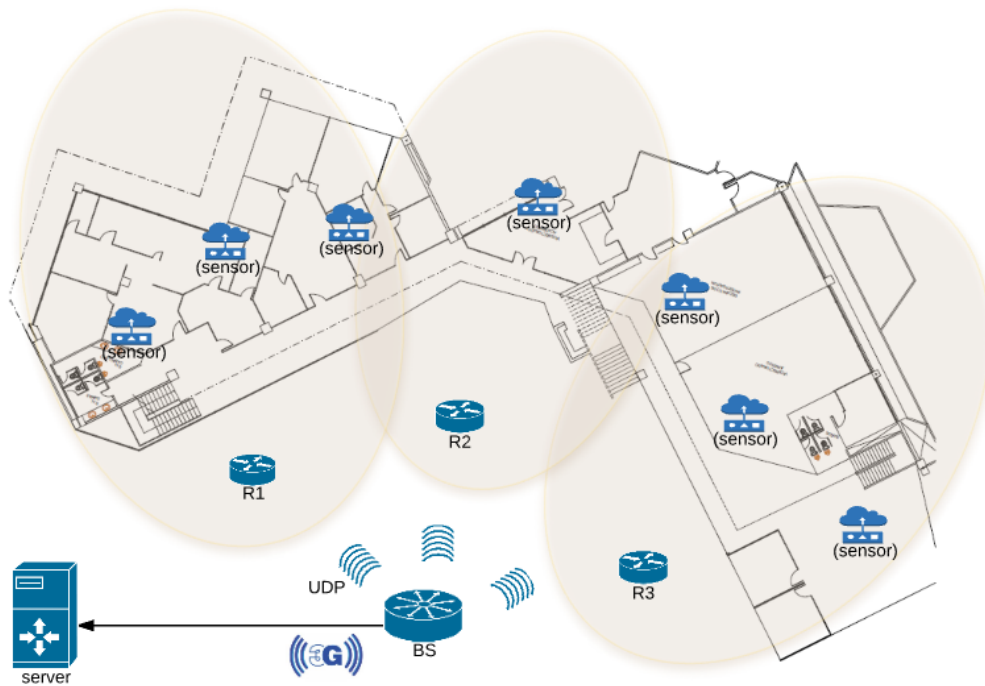 (sensor)
(sensor)
(sensor)
(sensor)
(sensor)
(sensor)
(sensor)
R2
R1
R3
UDP
3G
BS
server